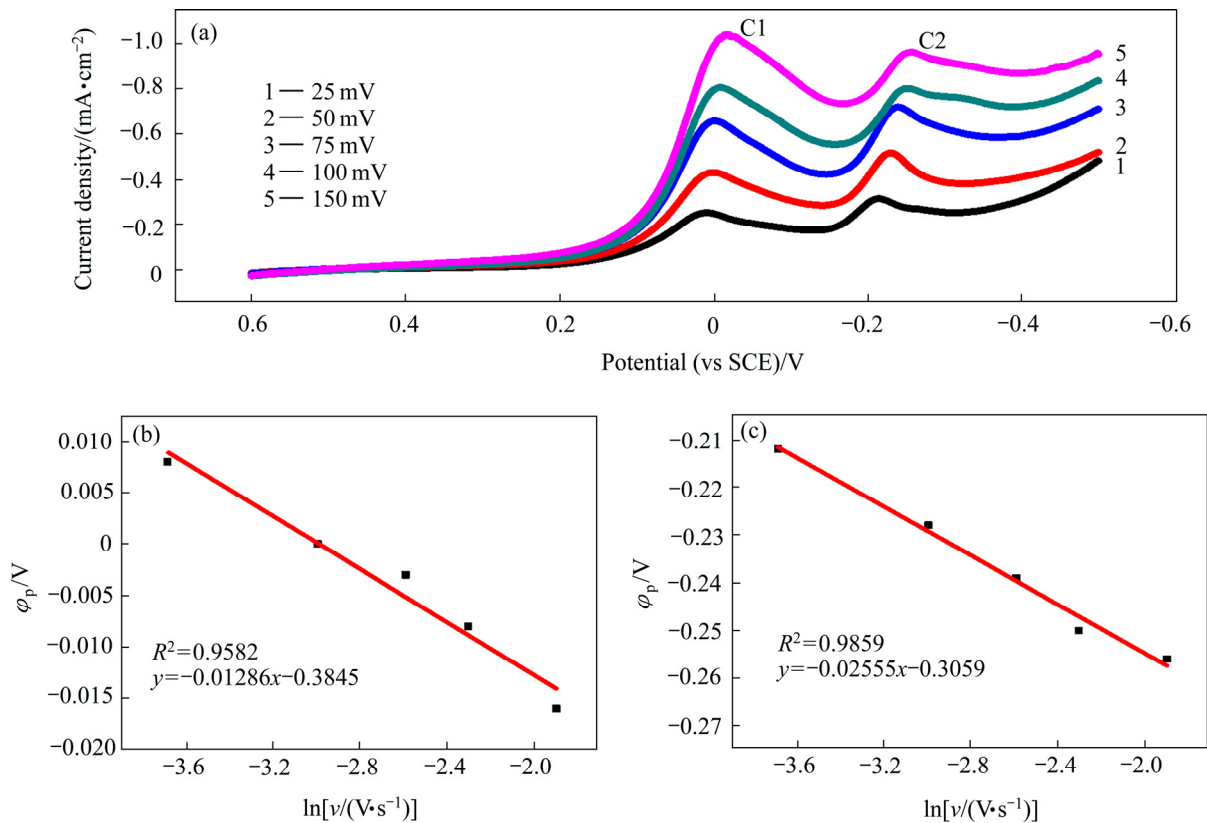 (a)
C1
C2
5
4
3
2
1
1 — 25 mV
2 — 50 mV
3 — 75 mV
4 — 100 mV
5 — 150 mV
−1.0
−0.8
−0.6
−0.4
−0.2
0
Current density/(mA•cm⁻²)
0.6 0.4 0.2 0 −0.2 −0.4 −0.6
Potential (vs SCE)/V
(b)
0.010
0.005
0
−0.005
−0.010
−0.015
−0.020
φp/V
R²=0.9582
y=−0.01286x−0.3845
−3.6 −3.2 −2.8 −2.4 −2.0
ln[v/(V•s⁻¹)]
(c)
−0.21
−0.22
−0.23
−0.24
−0.25
−0.26
−0.27
φp/V
R²=0.9859
y=−0.02555x−0.3059
−3.6 −3.2 −2.8 −2.4 −2.0
ln[v/(V•s⁻¹)]